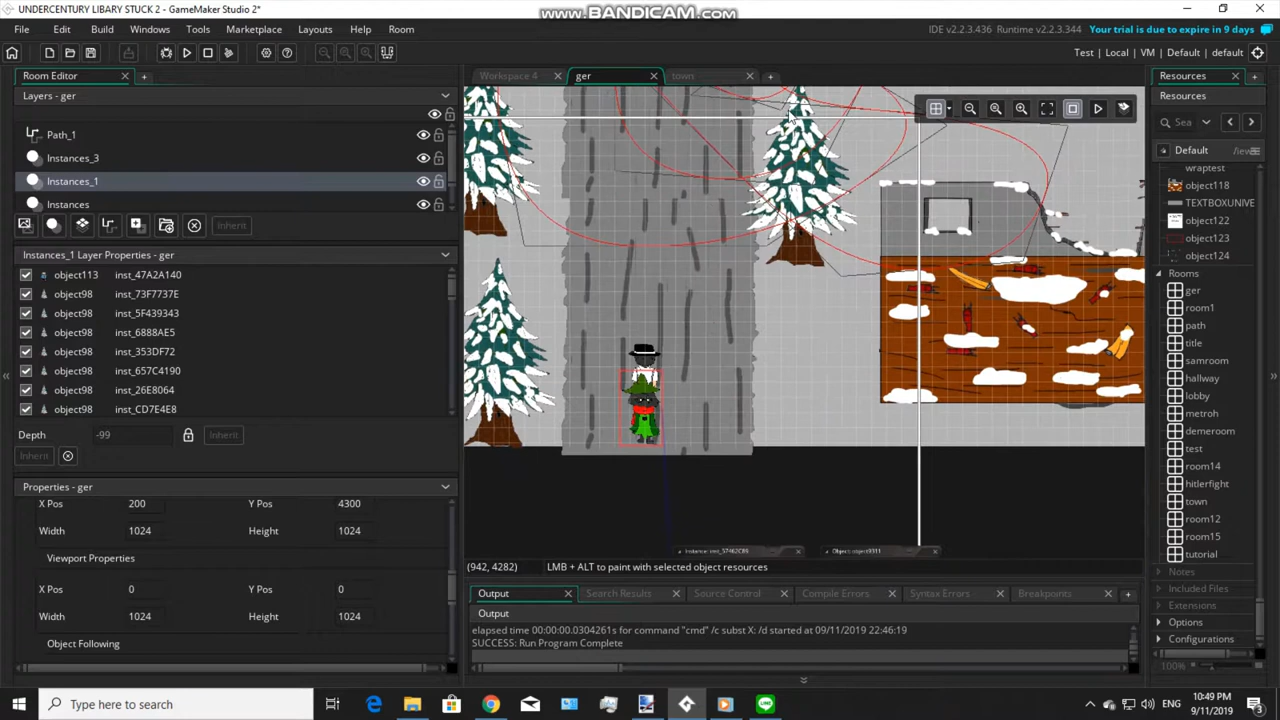 UNDERCENTURY LIBARY STUCK 2 - GameMaker Studio 2*
www.BANDICAM.com
File Edit Build Windows Tools Marketplace Layouts Help Room
IDE v2.2.3.436 Runtime v2.2.3.344 Your trial is due to expire in 9 days
Test | Local | VM | Default | default
Room Editor
Workspace 4 ger town
Resources
Layers - ger
Resources
Path_1
Instances_3
Instances_1
Instances
Inherit
Instances_1 Layer Properties - ger
object113 inst_47A2A140
object98 inst_73F7737E
object98 inst_5F439343
object98 inst_6888AE5
object98 inst_353DF72
object98 inst_657C4190
object98 inst_26E8064
object98 inst_CD7E4E8
Depth -99 Inherit
Inherit
Properties - ger
X Pos 200 Y Pos 4300
Width 1024 Height 1024
Viewport Properties
X Pos 0 Y Pos 0
Width 1024 Height 1024
Object Following
Instance: inst_37462C89 Object: object9311
(942, 4282) LMB + ALT to paint with selected object resources
Output Search Results Source Control Compile Errors Syntax Errors Breakpoints
Output
elapsed time 00:00:00.0304261s for command "cmd" /c subst X: /d started at 09/11/2019 22:46:19
SUCCESS: Run Program Complete
Sea
Default /iew
wraptest
object118
TEXTBOXUNIVE
object122
object123
object124
Rooms
ger
room1
path
title
samroom
hallway
lobby
metroh
demeroom
test
room14
hitlerfight
town
room12
room15
tutorial
Notes
Included Files
Extensions
Options
Configurations
100%
Type here to search
ENG
10:49 PM
9/11/2019
3